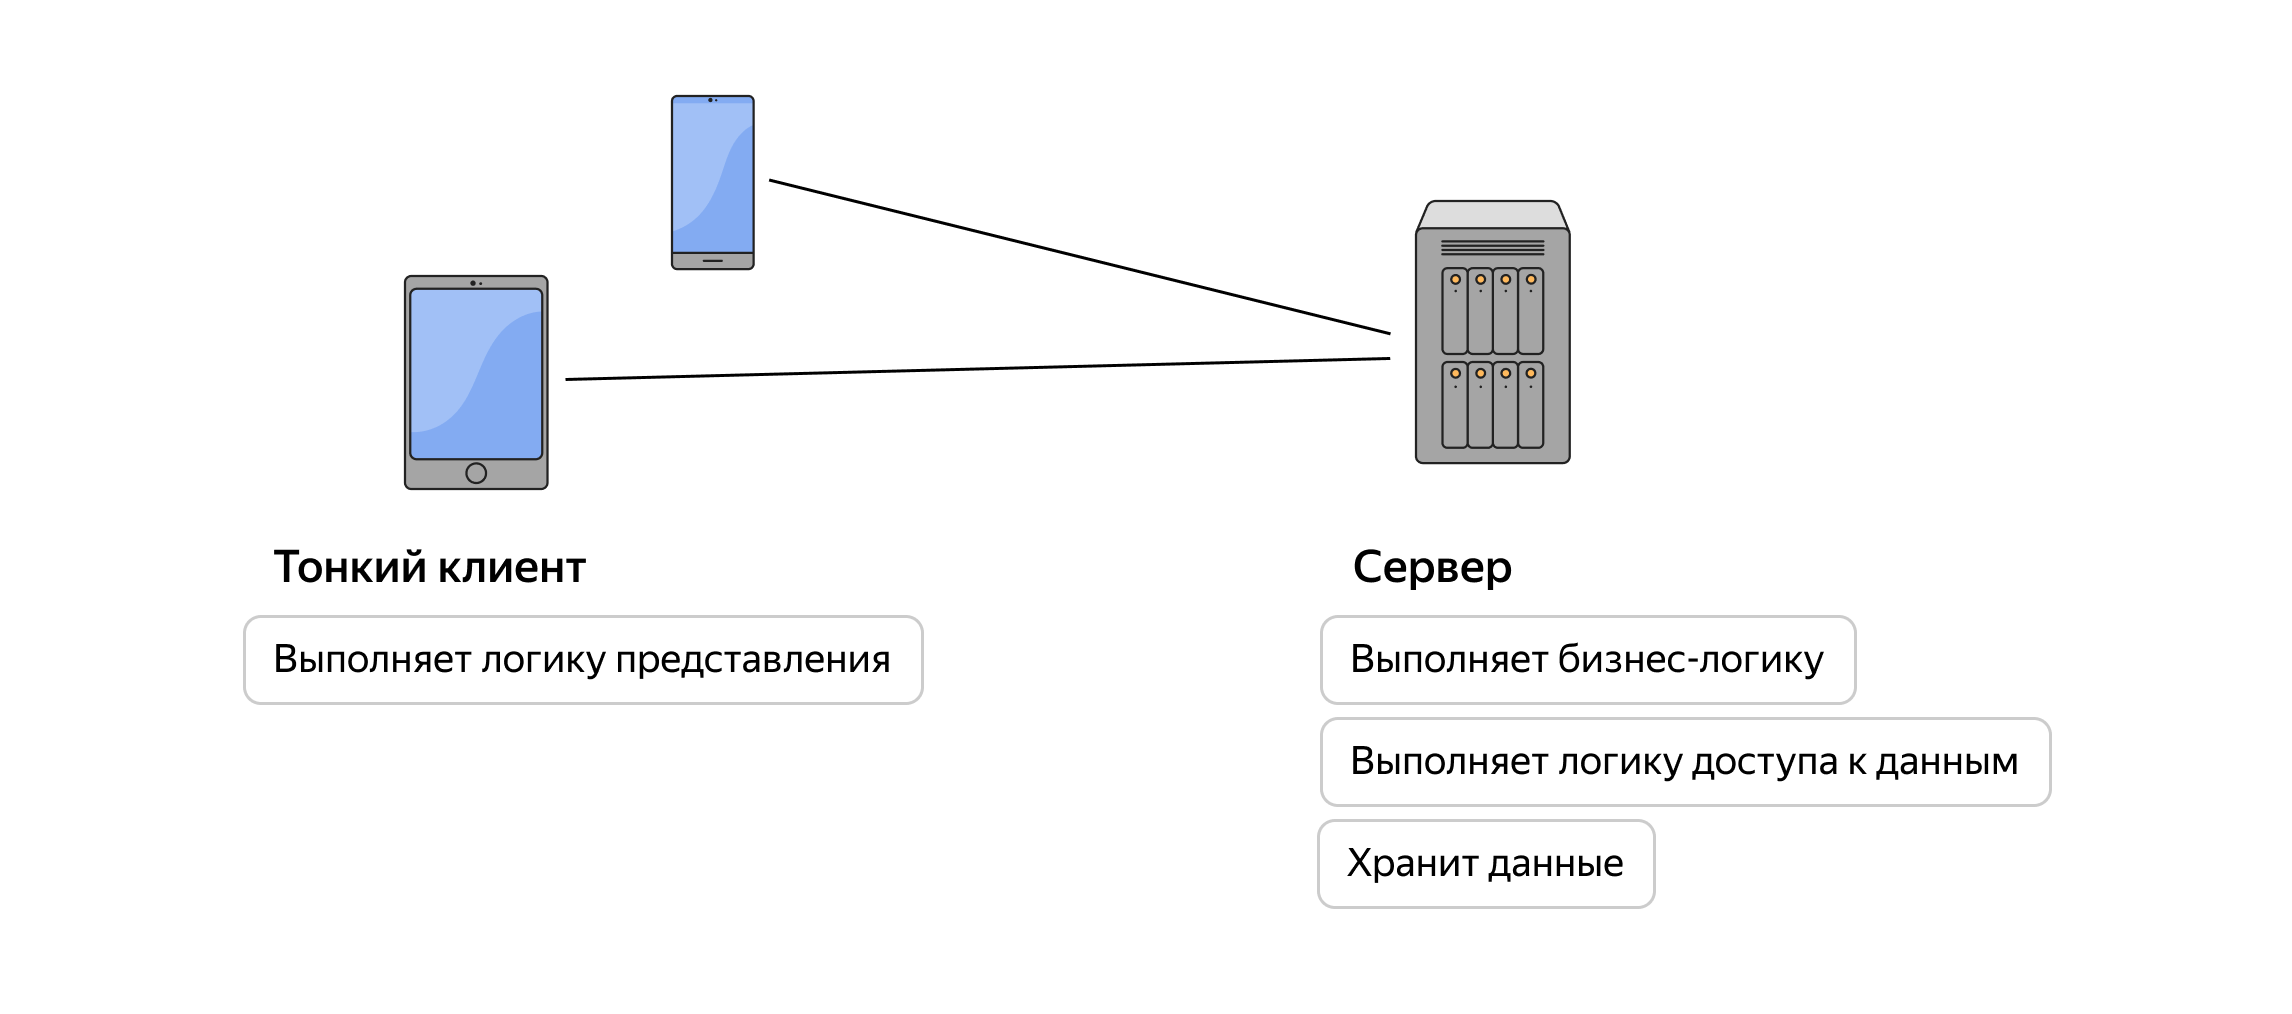 Тонкий клиент
Выполняет логику представления
Сервер
Выполняет бизнес-логику
Выполняет логику доступа к данным
Хранит данные